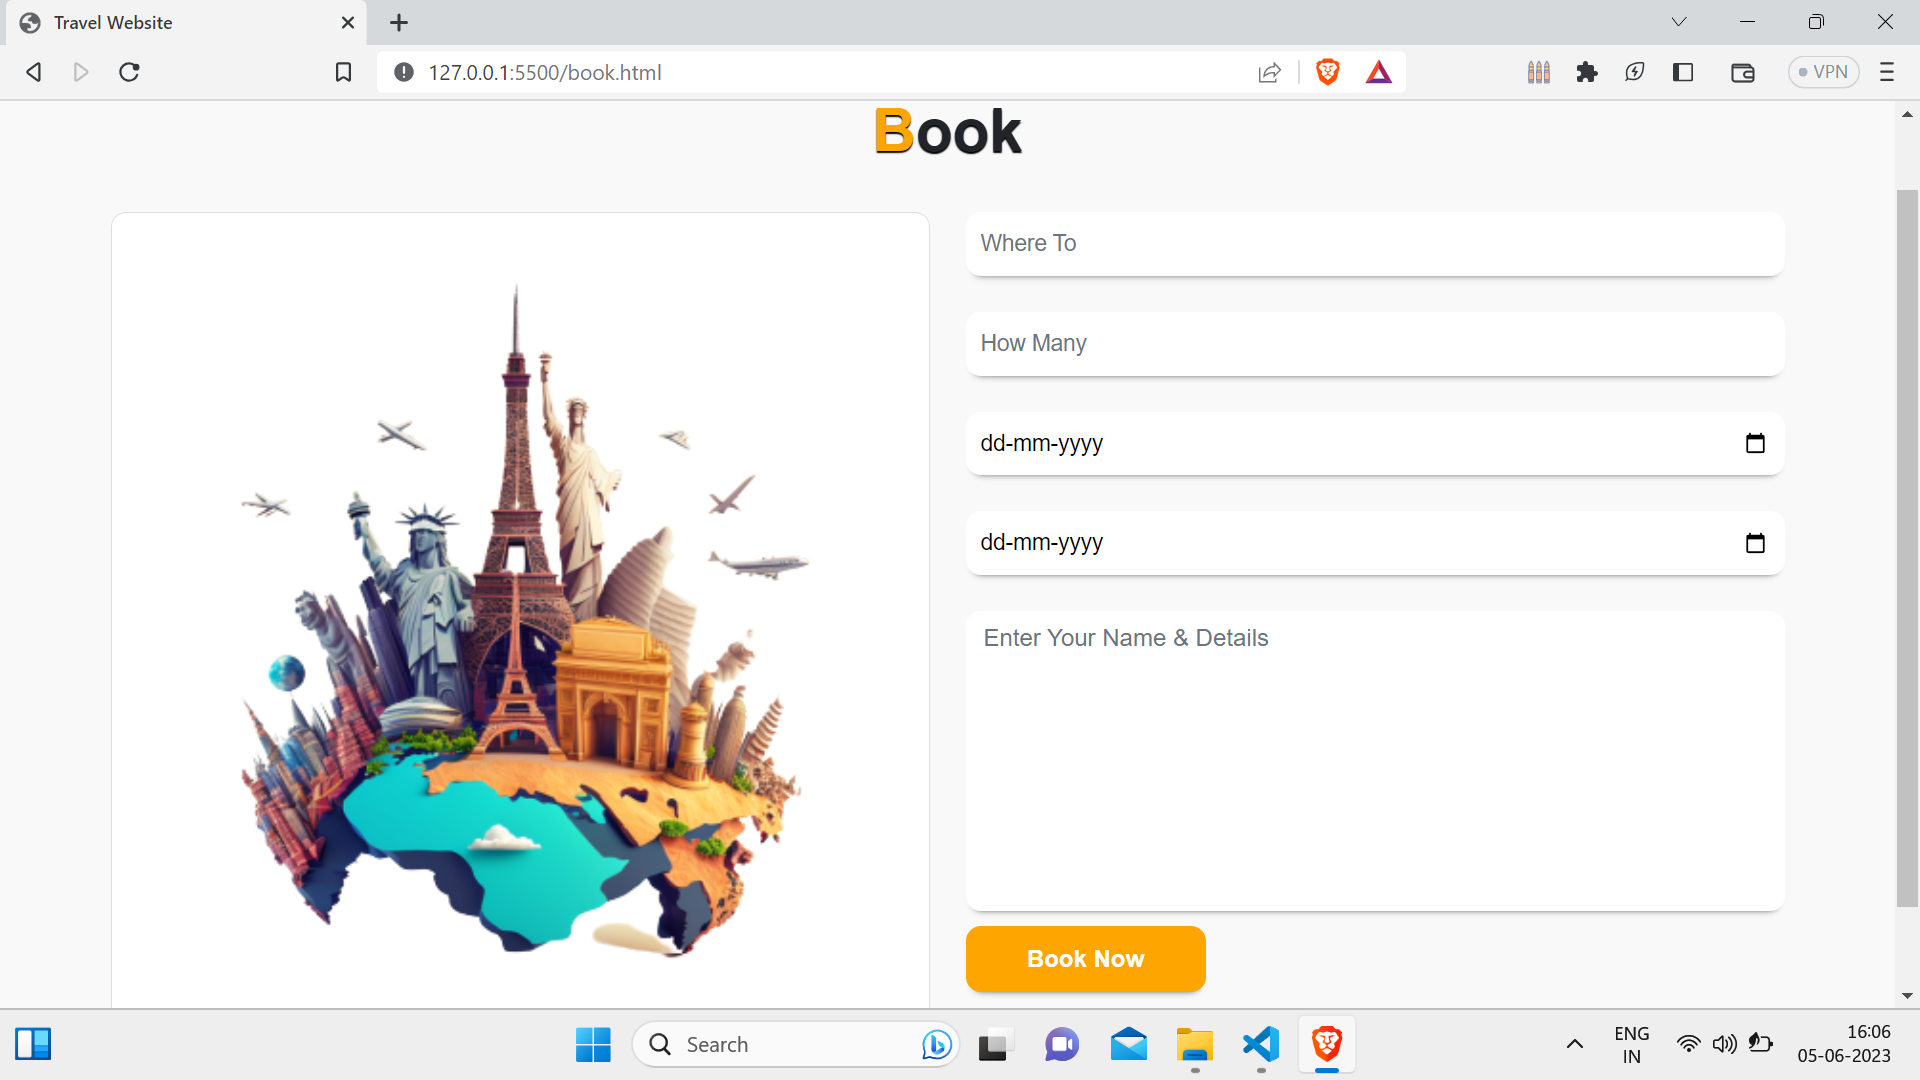 Travel Website
127.0.0.1:5500/book.html
VPN
Book
Where To
How Many
dd-mm-yyyy
dd-mm-yyyy
Enter Your Name & Details
Book Now
Search
ENG
IN
16:06
05-06-2023